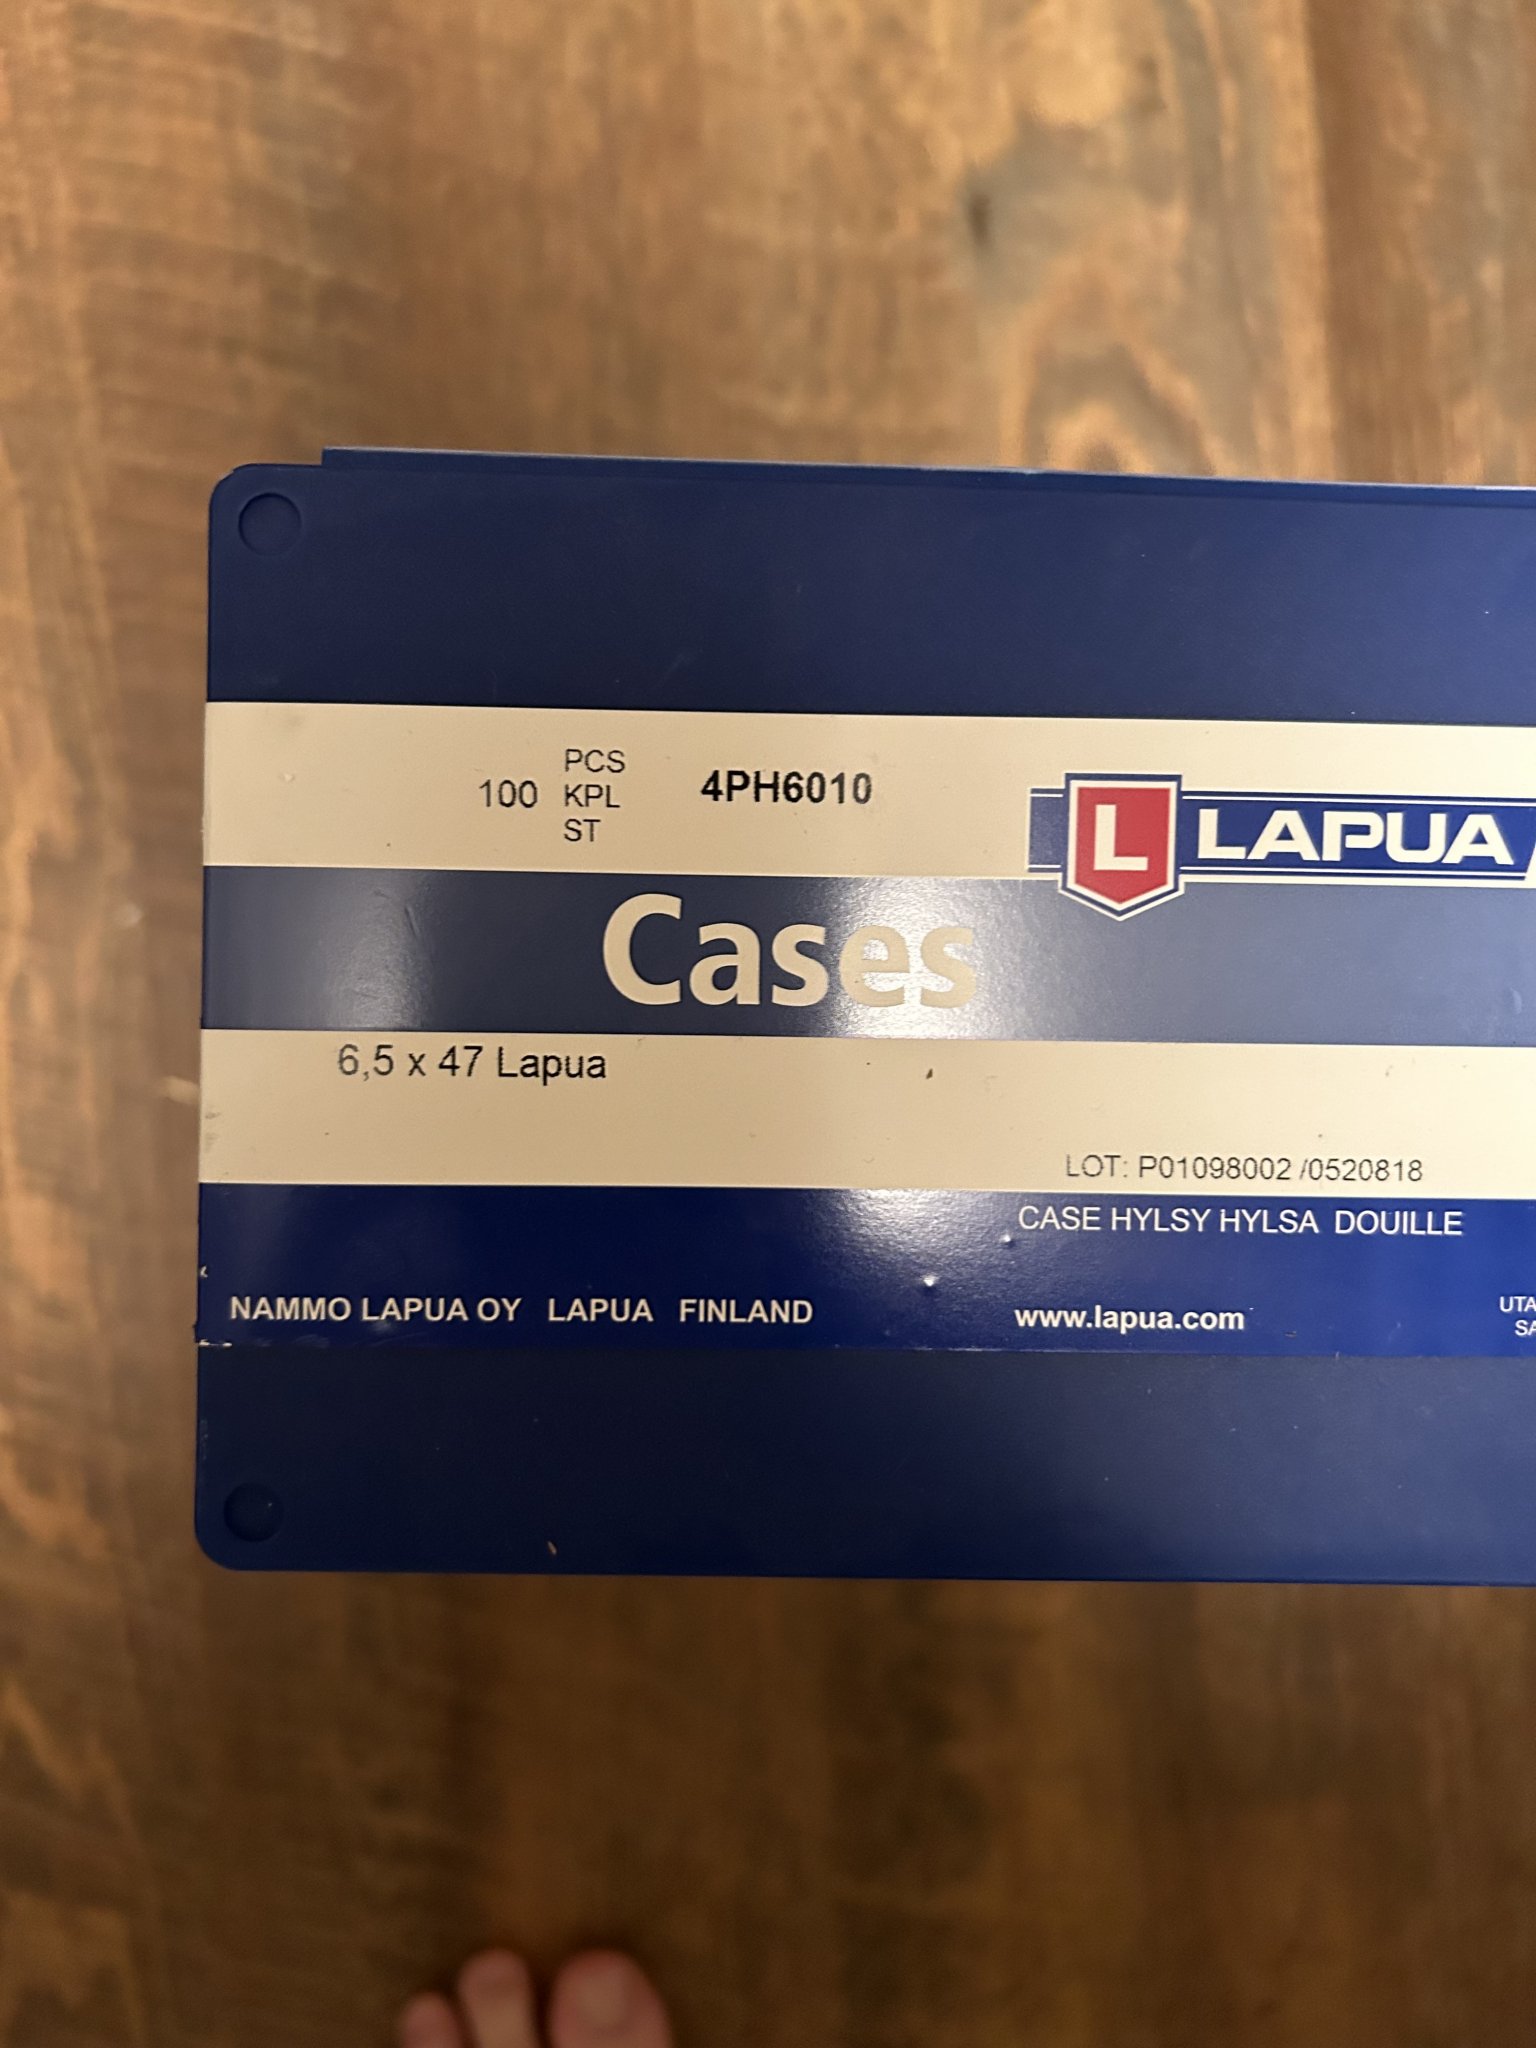 PCS
100 KPL
ST
4PH6010
L LAPUA
Cases
6,5 x 47 Lapua
LOT: P01098002 /0520818
CASE HYLSY HYLSA DOUILLE
NAMMO LAPUA OY LAPUA FINLAND
www.lapua.com